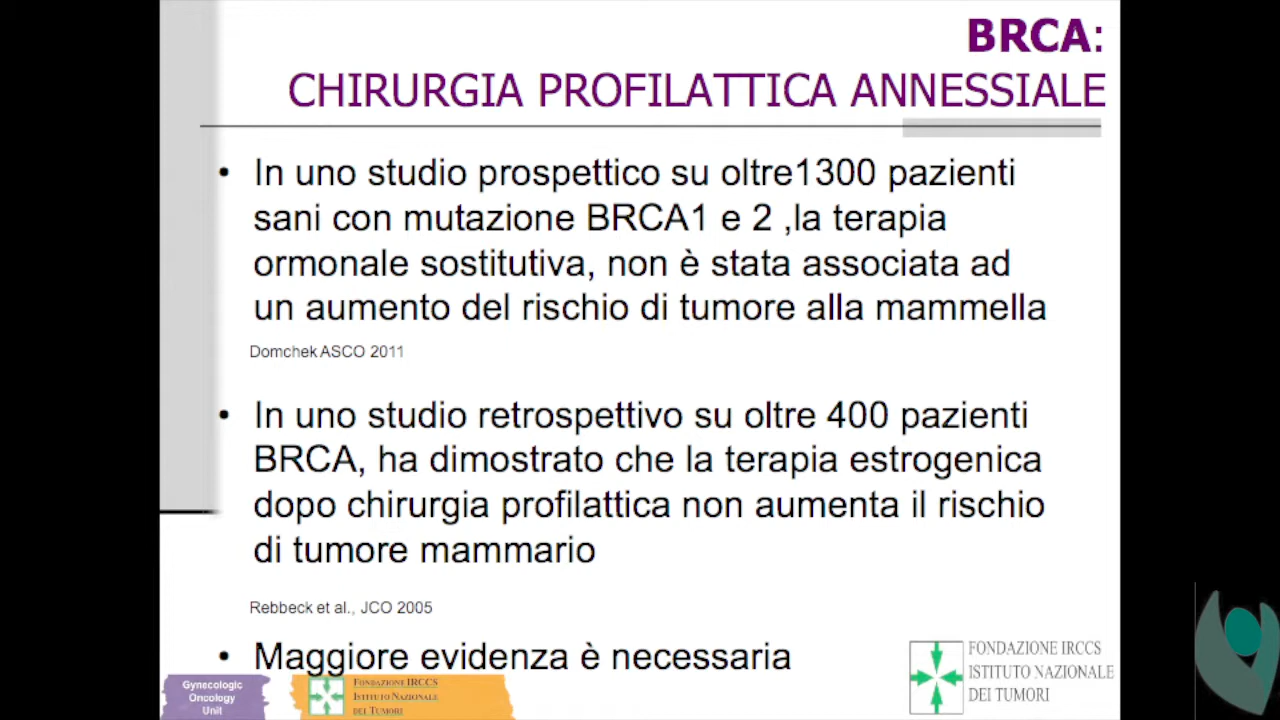 BRCA:
CHIRURGIA PROFILATTICA ANNESSIALE
• In uno studio prospettico su oltre1300 pazienti
sani con mutazione BRCA1 e 2 ,la terapia
ormonale sostitutiva, non è stata associata ad
un aumento del rischio di tumore alla mammella
Domchek ASCO 2011
• In uno studio retrospettivo su oltre 400 pazienti
BRCA, ha dimostrato che la terapia estrogenica
dopo chirurgia profilattica non aumenta il rischio
di tumore mammario
Rebbeck et al., JCO 2005
• Maggiore evidenza è necessaria
Gynecologic
Oncology
Unit
FONDAZIONE IRCCS
ISTITUTO NAZIONALE
DEI TUMORI
FONDAZIONE IRCCS
ISTITUTO NAZIONALE
DEI TUMORI